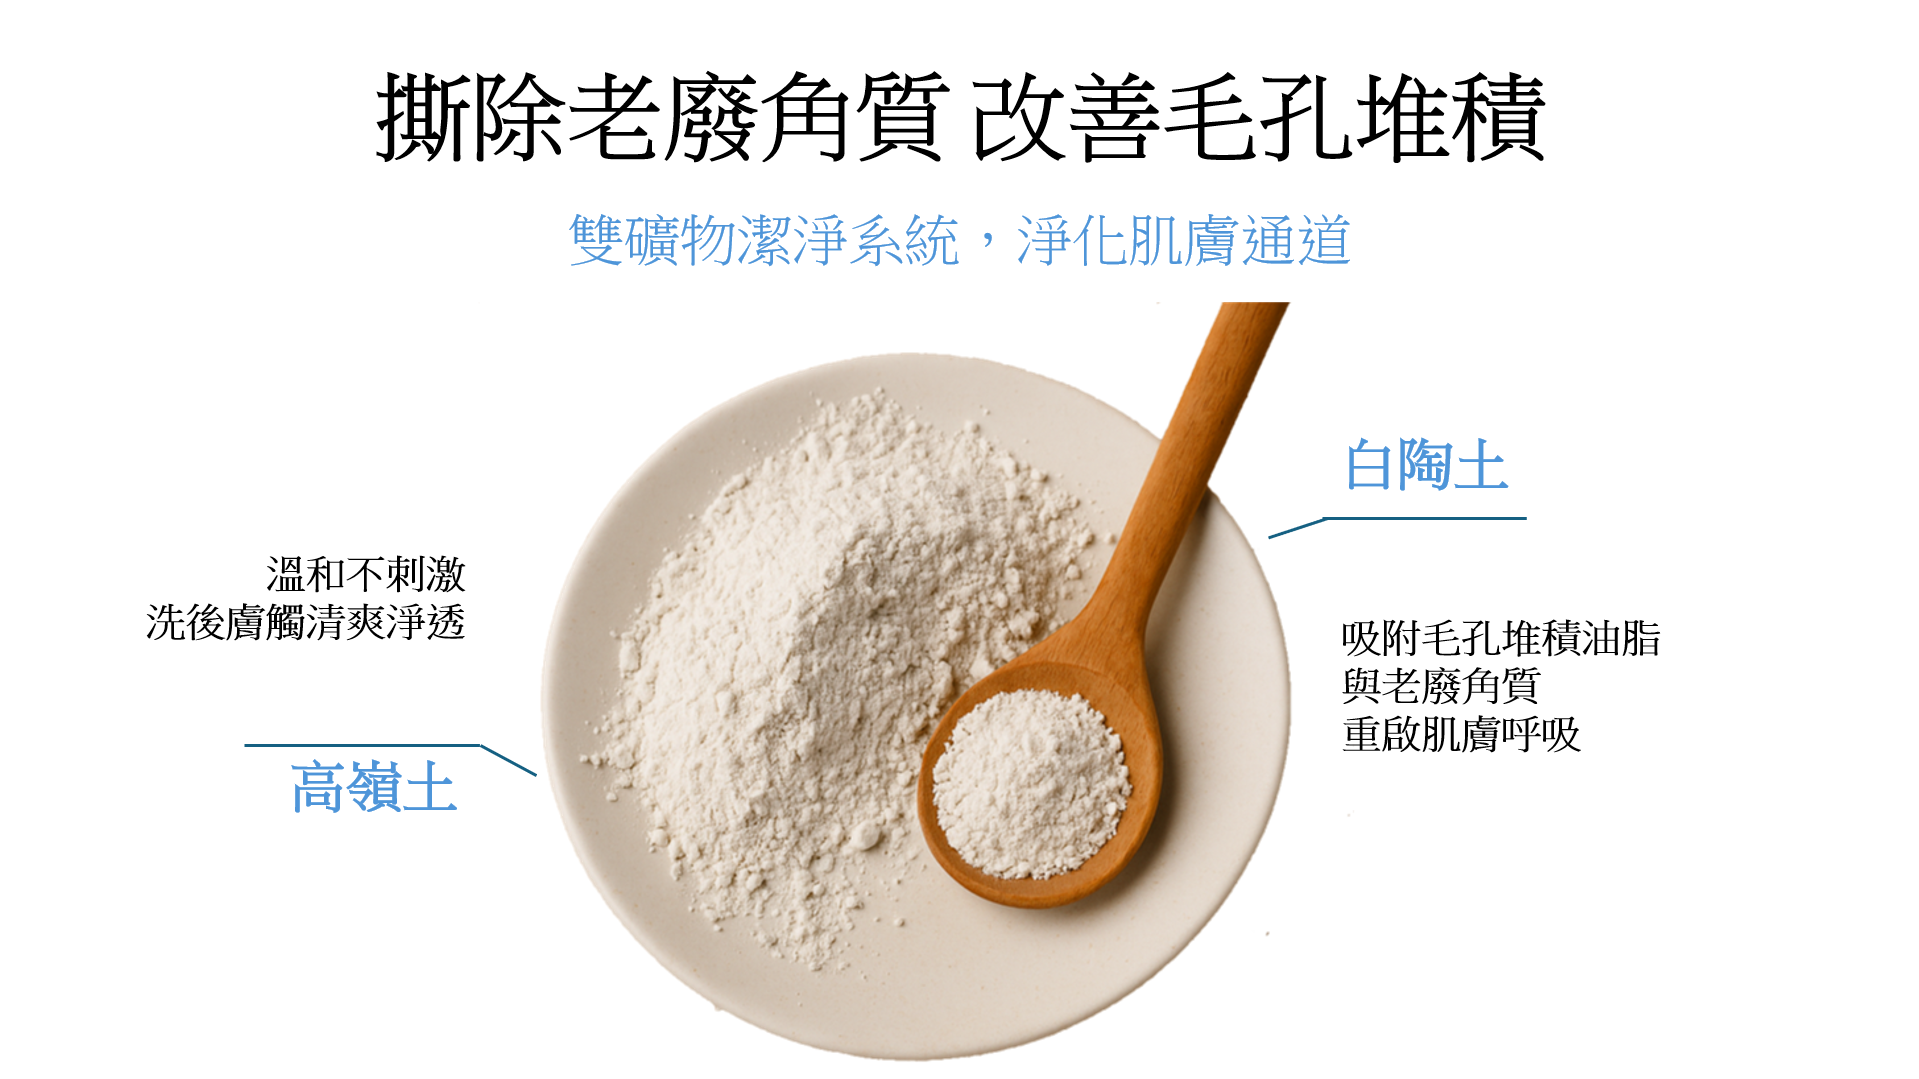 撕除老廢角質 改善毛孔堆積
雙礦物潔淨系統，淨化肌膚通道
白陶土
吸附毛孔堆積油脂
與老廢角質
重啟肌膚呼吸
溫和不刺激
洗後膚觸清爽淨透
高嶺土